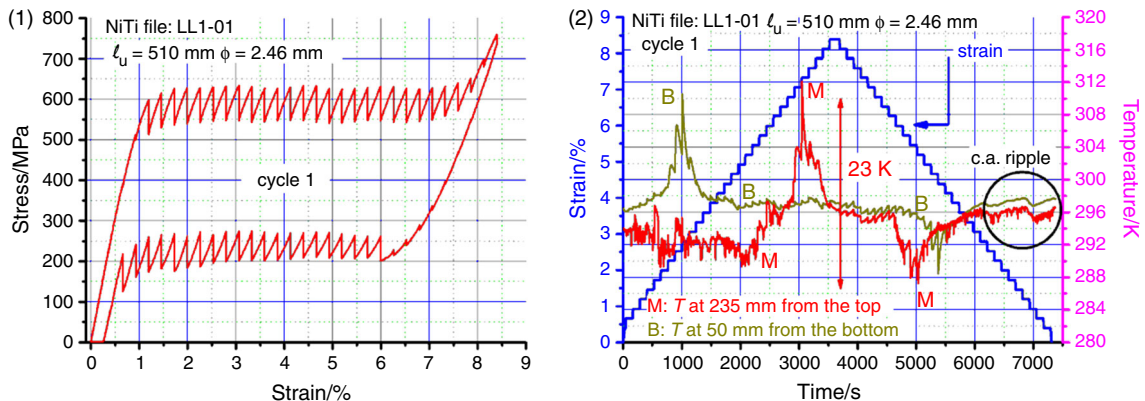 (1)
NiTi file: LL1-01
ℓu = 510 mm ϕ = 2.46 mm
800
700
600
500
400
300
200
100
0
Stress/MPa
cycle 1
0 1 2 3 4 5 6 7 8 9
Strain/%
(2)
NiTi file: LL1-01 ℓu = 510 mm ϕ = 2.46 mm
cycle 1
strain
B
M
23 K
c.a. ripple
B
B
M
M
M: T at 235 mm from the top
B: T at 50 mm from the bottom
9
8
7
6
5
4
3
2
1
0
Strain/%
320
316
312
308
304
300
296
292
288
284
280
Temperature/K
0 1000 2000 3000 4000 5000 6000 7000
Time/s